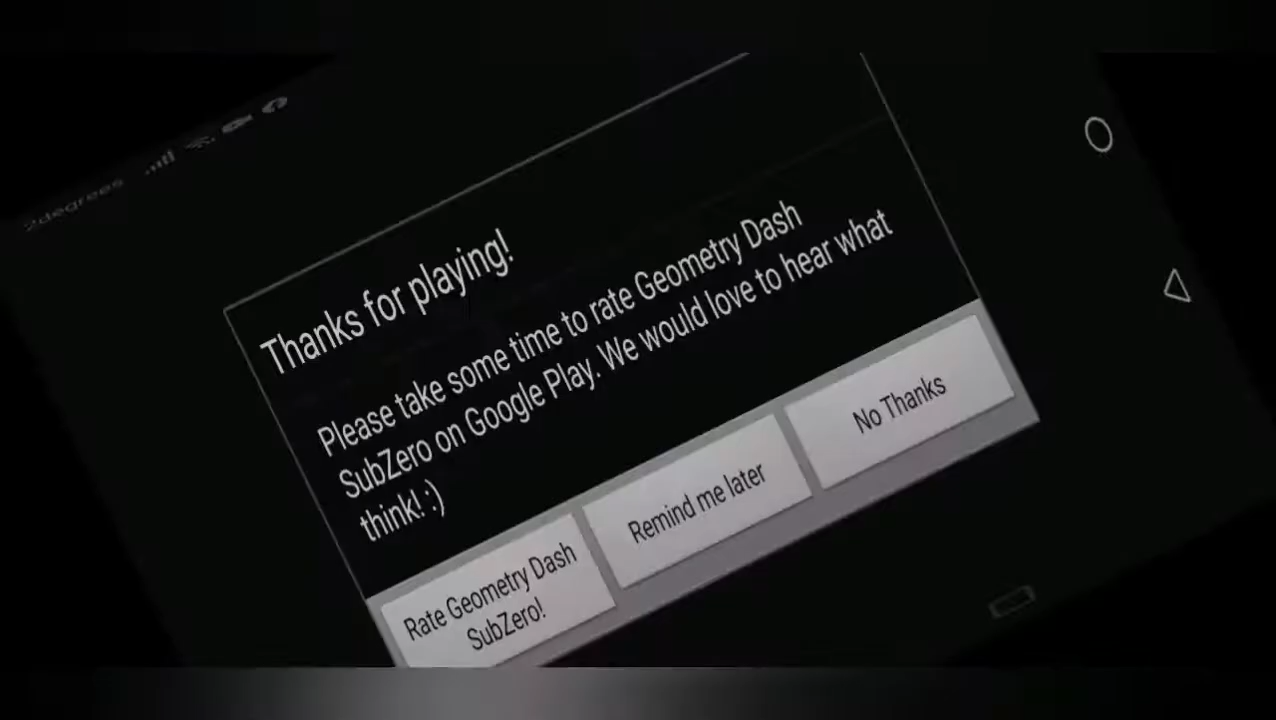 2degrees
Thanks for playing!
Please take some time to rate Geometry Dash
SubZero on Google Play. We would love to hear what
think! :)
Rate Geometry Dash
SubZero!
Remind me later
No Thanks